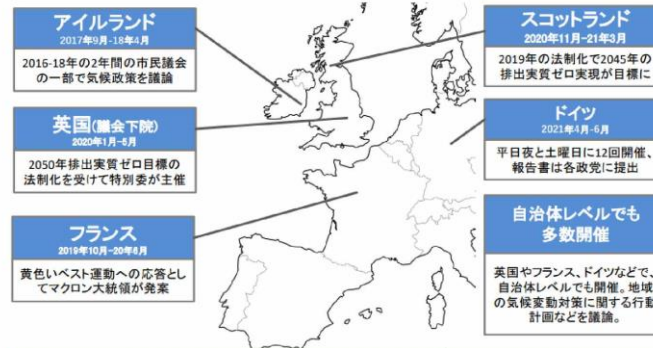 アイルランド
2017年9月-18年4月
2016-18年の2年間の市民議会
の一部で気候政策を議論
英国(議会下院)
2020年1月-5月
2050年排出実質ゼロ目標の
法制化を受けて特別委が主催
フランス
2019年10月-20年6月
黄色いベスト運動への応答とし
てマクロン大統領が発案
スコットランド
2020年11月-21年3月
2019年の法制化で2045年の
排出実質ゼロ実現が目標に
ドイツ
2021年4月-6月
平日夜と土曜日に12回開催、
報告書は各政党に提出
自治体レベルでも
多数開催
英国やフランス、ドイツなどで、
自治体レベルでも開催。地域
の気候変動対策に関する行動
計画などを議論。